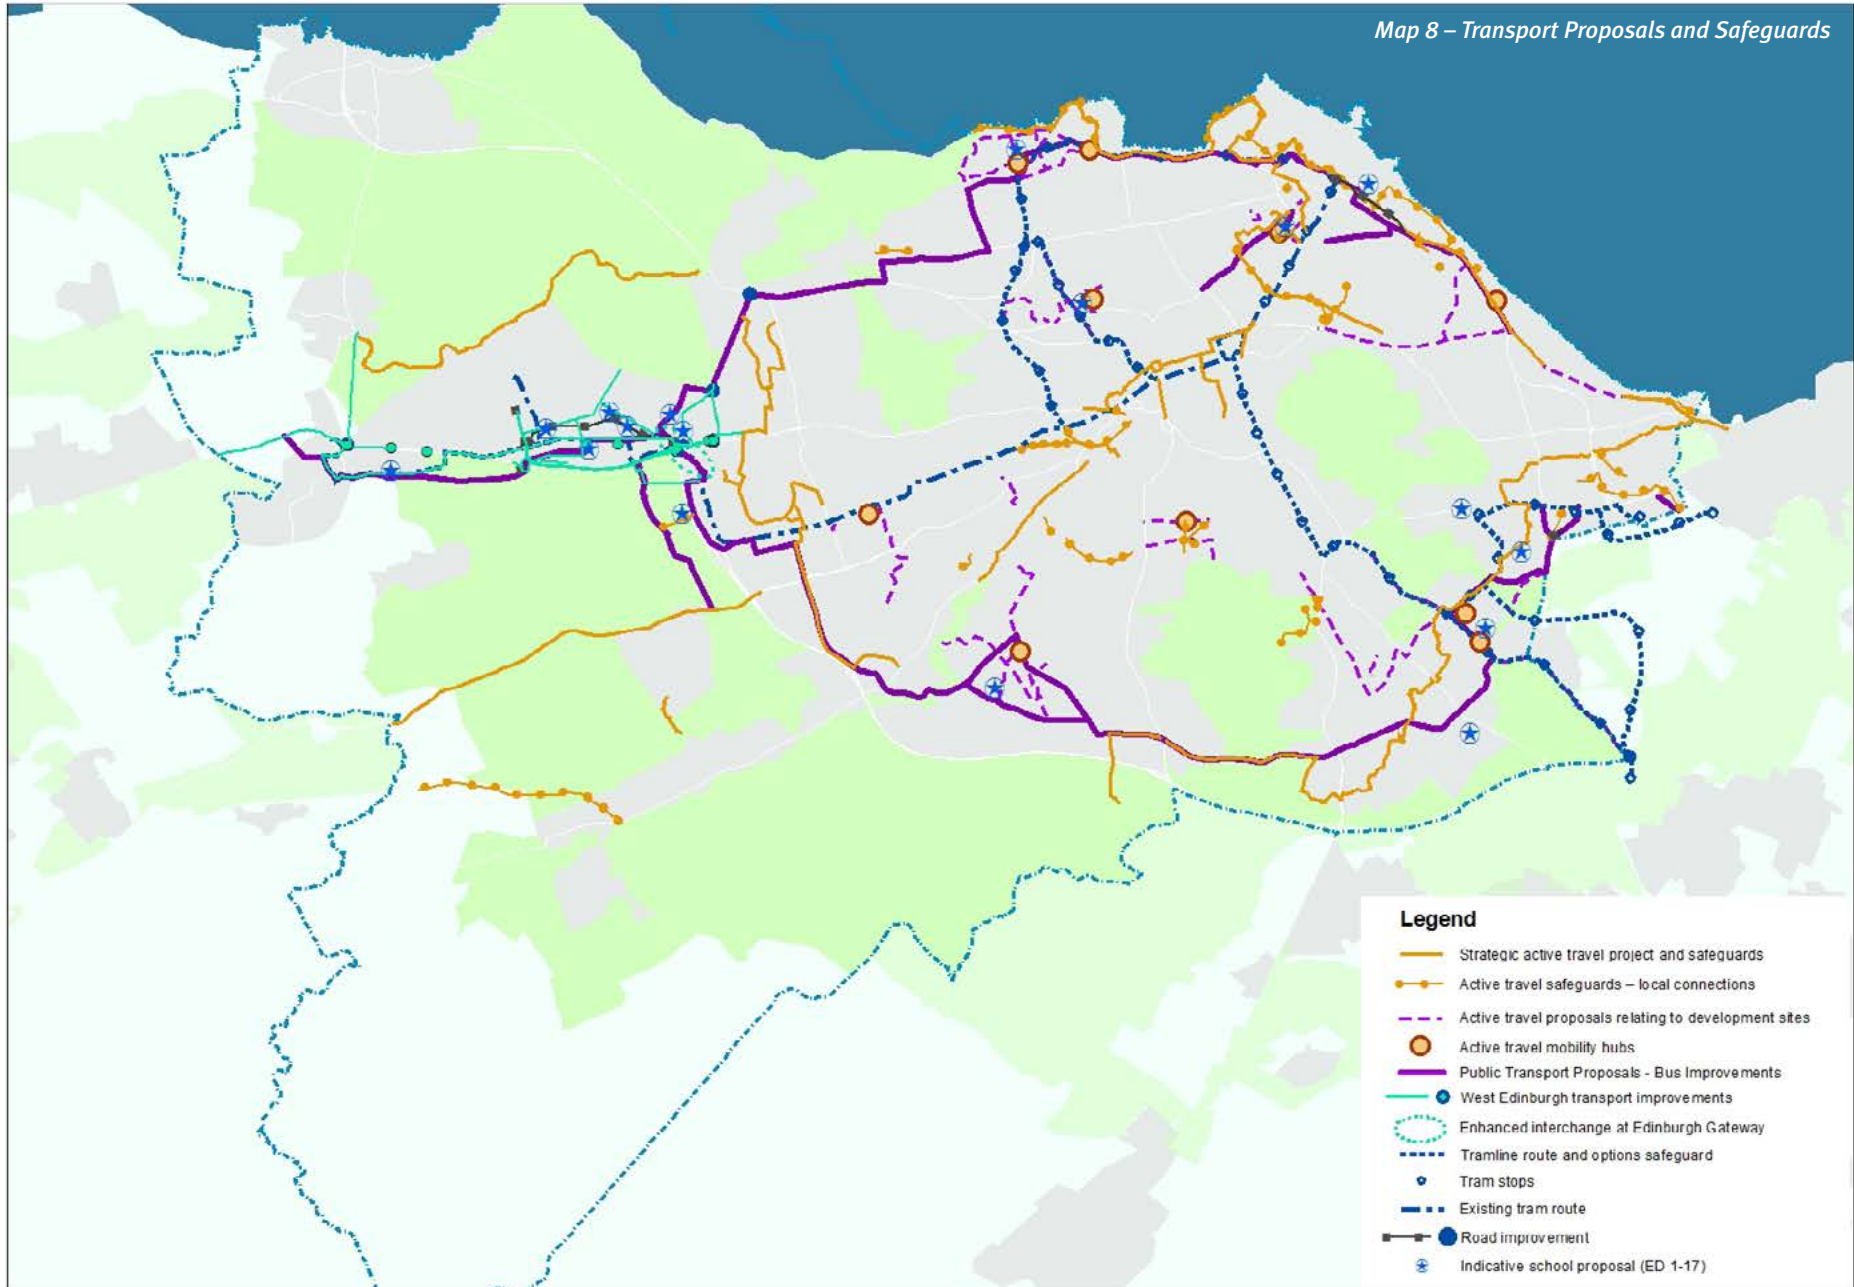 Map 8 – Transport Proposals and Safeguards
Legend
Strategic active travel project and safeguards
Active travel safeguards – local connections
Active travel proposals relating to development sites
Active travel mobility hubs
Public Transport Proposals - Bus Improvements
West Edinburgh transport improvements
Enhanced interchange at Edinburgh Gateway
Tramline route and options safeguard
Tram stops
Existing tram route
Road improvement
Indicative school proposal (ED 1-17)